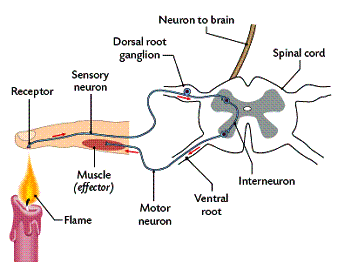 Neuron to brain
Dorsal root
ganglion
Spinal cord
Sensory
neuron
Receptor
Interneuron
Muscle
(effector)
Motor
neuron
Ventral
root
Flame